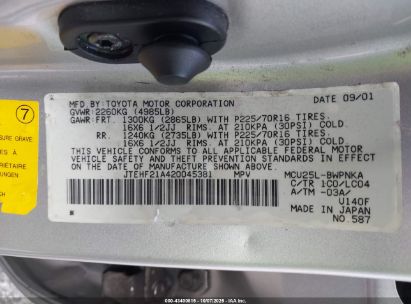 7
SURE GRAVE
MFD BY: TOYOTA MOTOR CORPORATION DATE 09/01
GVWR: 2260KG (4985LB)
GAWR: FRT. 1300KG (2865LB) WITH P225/70R16 TIRES.
16X6 1/2JJ RIMS. AT 210KPA (30PSI) COLD.
RR. 1240KG (2735LB) WITH P225/70R16 TIRES.
16X6 1/2JJ RIMS. AT 210KPA (30PSI) COLD.
THIS VEHICLE CONFORMS TO ALL APPLICABLE FEDERAL MOTOR
VEHICLE SAFETY AND THEFT PREVENTION STANDARDS IN EFFECT
ON THE DATE OF MANUFACTURE SHOWN ABOVE.
JTEHF21A420045381 MPV MCU25L-BWPNKA
C/TR 1C0/LC04
A/TM -03A/
U140F
MADE IN JAPAN
NO.587